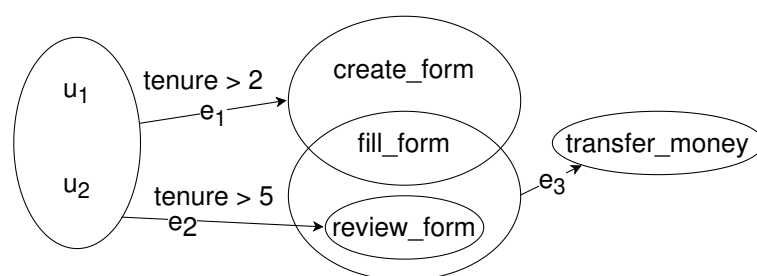 u1
u2
tenure > 2
e1
tenure > 5
e2
create_form
fill_form
review_form
e3
transfer_money